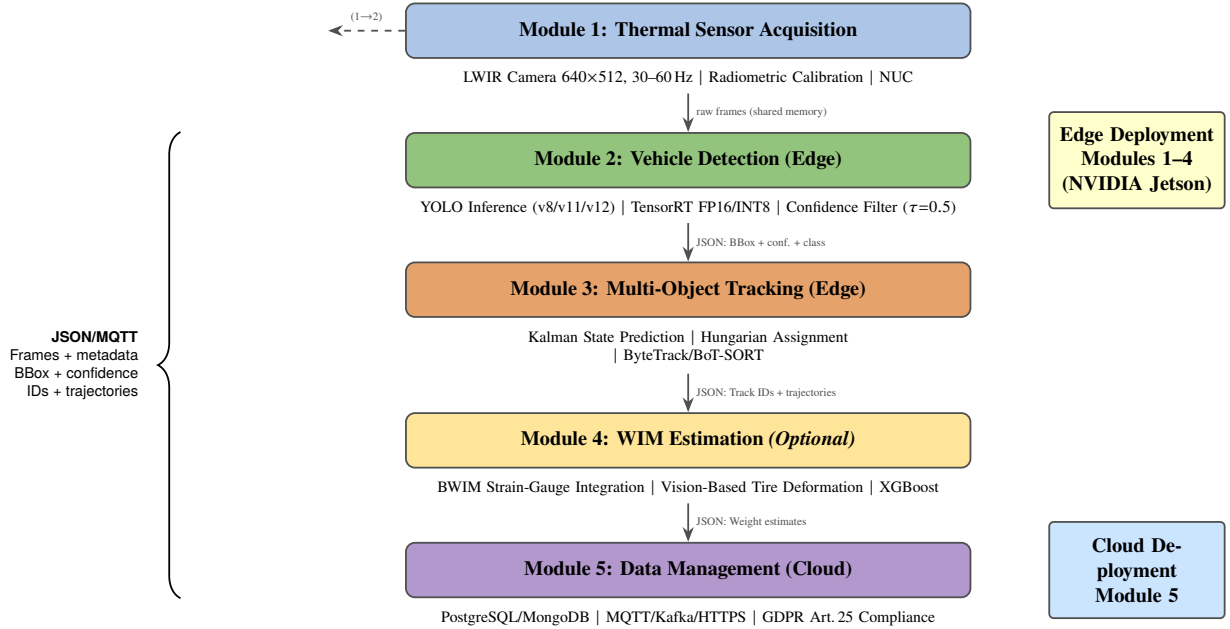 (1→2)
Module 1: Thermal Sensor Acquisition
LWIR Camera 640×512, 30–60 Hz | Radiometric Calibration | NUC
raw frames (shared memory)
Module 2: Vehicle Detection (Edge)
YOLO Inference (v8/v11/v12) | TensorRT FP16/INT8 | Confidence Filter (τ=0.5)
JSON: BBox + conf. + class
Module 3: Multi-Object Tracking (Edge)
Kalman State Prediction | Hungarian Assignment
| ByteTrack/BoT-SORT
JSON: Track IDs + trajectories
Module 4: WIM Estimation (Optional)
BWIM Strain-Gauge Integration | Vision-Based Tire Deformation | XGBoost
JSON: Weight estimates
Module 5: Data Management (Cloud)
PostgreSQL/MongoDB | MQTT/Kafka/HTTPS | GDPR Art. 25 Compliance
JSON/MQTT
Frames + metadata
BBox + confidence
IDs + trajectories
Edge Deployment
Modules 1–4
(NVIDIA Jetson)
Cloud De-
ployment
Module 5